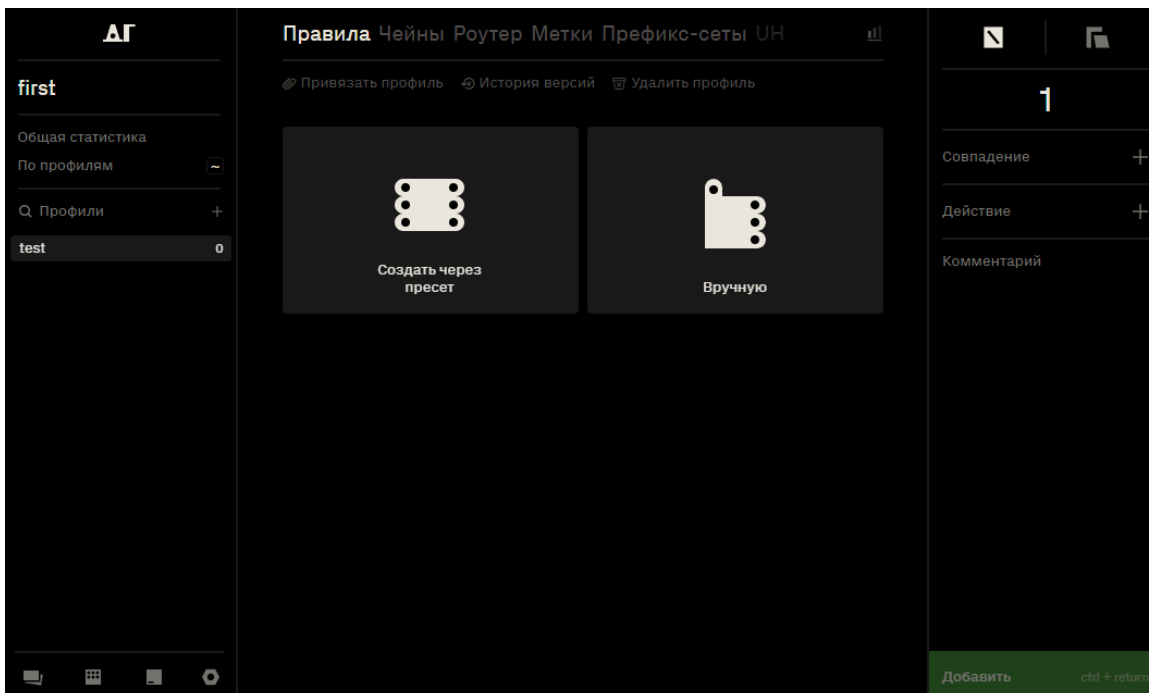 ДГ
first
Общая статистика
По профилям ~
Профили +
test 0
Правила Чейны Роутер Метки Префикс-сеты UH
Привязать профиль История версий Удалить профиль
Создать через
пресет
Вручную
1
Совпадение +
Действие +
Комментарий
Добавить ctrl + return